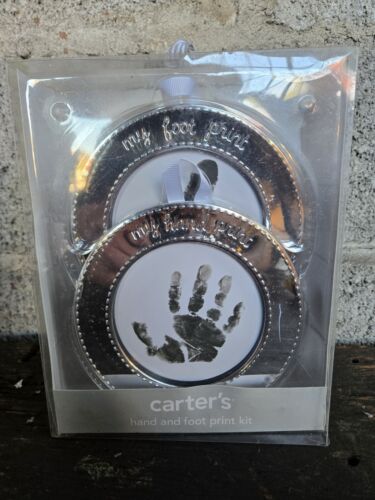 my foot print
my hand print
carter's
hand and foot print kit